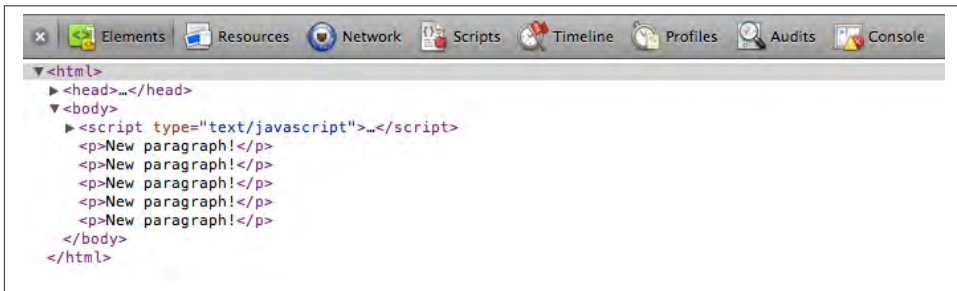 Elements Resources Network Scripts Timeline Profiles Audits Console
▼<html>
▶<head>…</head>
▼<body>
▶<script type="text/javascript">…</script>
<p>New paragraph!</p>
<p>New paragraph!</p>
<p>New paragraph!</p>
<p>New paragraph!</p>
<p>New paragraph!</p>
</body>
</html>